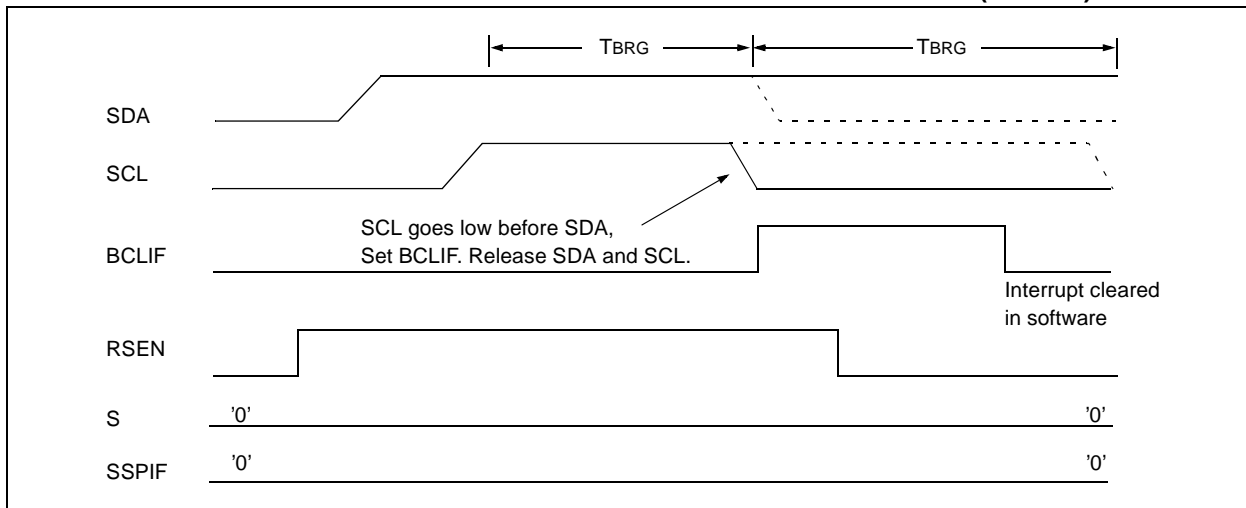 TBRG TBRG
SDA
SCL
SCL goes low before SDA,
Set BCLIF. Release SDA and SCL.
BCLIF
Interrupt cleared
in software
RSEN
S '0' '0'
SSPIF '0' '0'